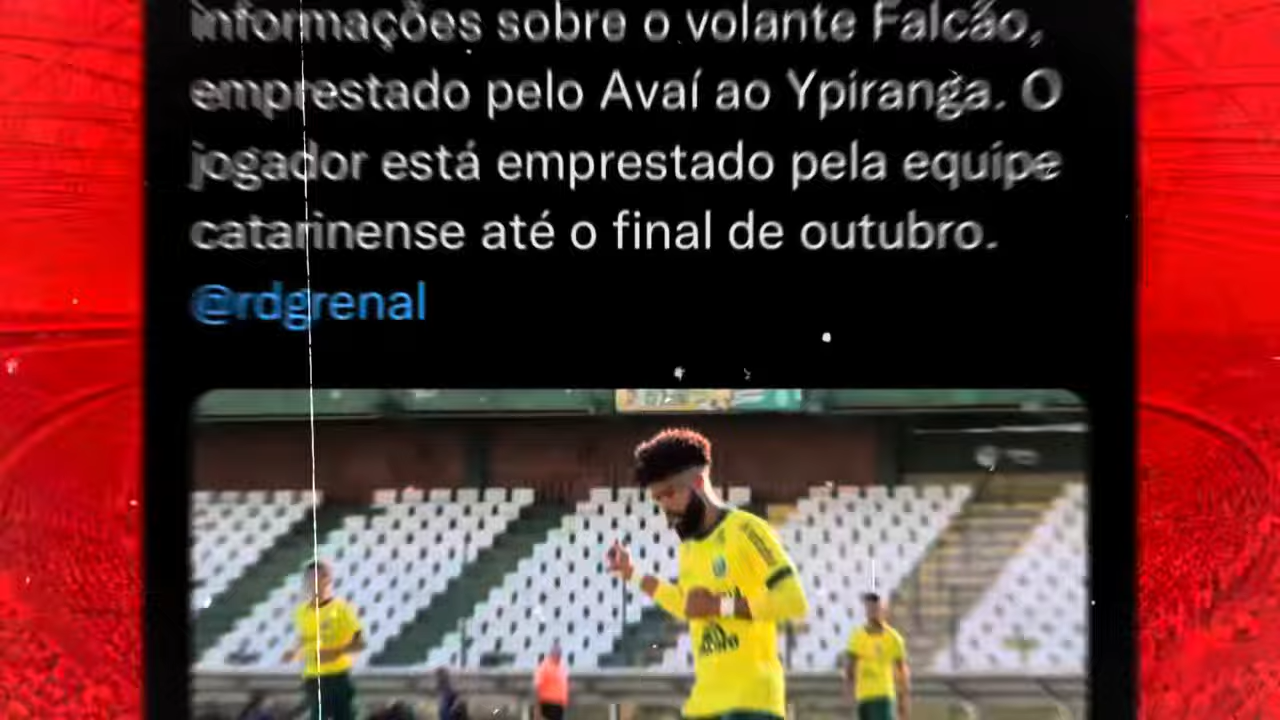 informações sobre o volante Falcão,
emprestado pelo Avaí ao Ypiranga. O
jogador está emprestado pela equipe
catarinense até o final de outubro.
@rdgrenal